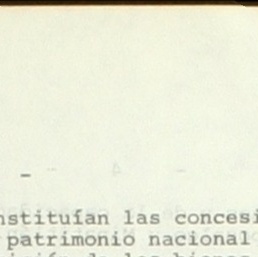 -
nstituían las concesi
patrimonio nacional